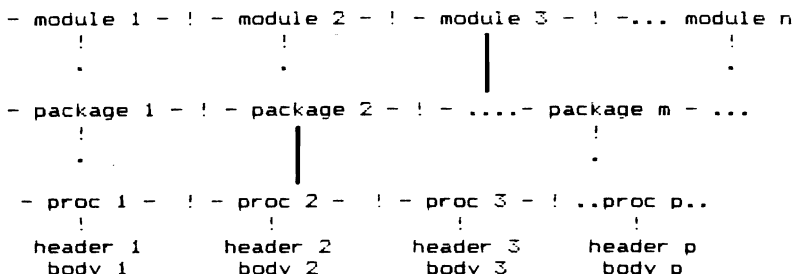 - module 1 - ! - module 2 - ! - module 3 - ! -... module n
! ! !
. . .
- package 1 - ! - package 2 - ! - ....- package m - ...
! !
. .
- proc 1 - ! - proc 2 - ! - proc 3 - ! ..proc p..
! ! ! !
header 1 header 2 header 3 header p
body 1 body 2 body 3 body p